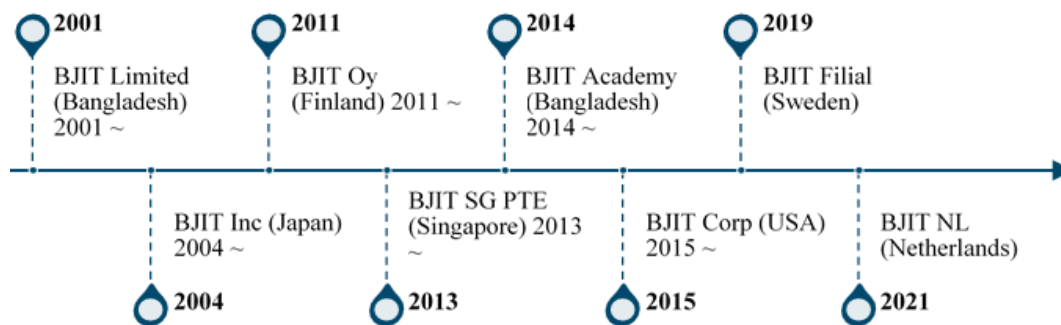 2001
BJIT Limited
(Bangladesh)
2001 ~
2011
BJIT Oy
(Finland) 2011 ~
2014
BJIT Academy
(Bangladesh)
2014 ~
2019
BJIT Filial
(Sweden)
BJIT Inc (Japan)
2004 ~
2004
BJIT SG PTE
(Singapore) 2013
~
2013
BJIT Corp (USA)
2015 ~
2015
BJIT NL
(Netherlands)
2021